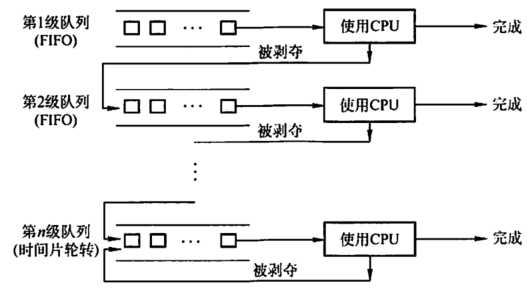 第1级队列
(FIFO)
使用CPU
完成
被剥夺
第2级队列
(FIFO)
使用CPU
完成
被剥夺
第n级队列
(时间片轮转)
使用CPU
完成
被剥夺